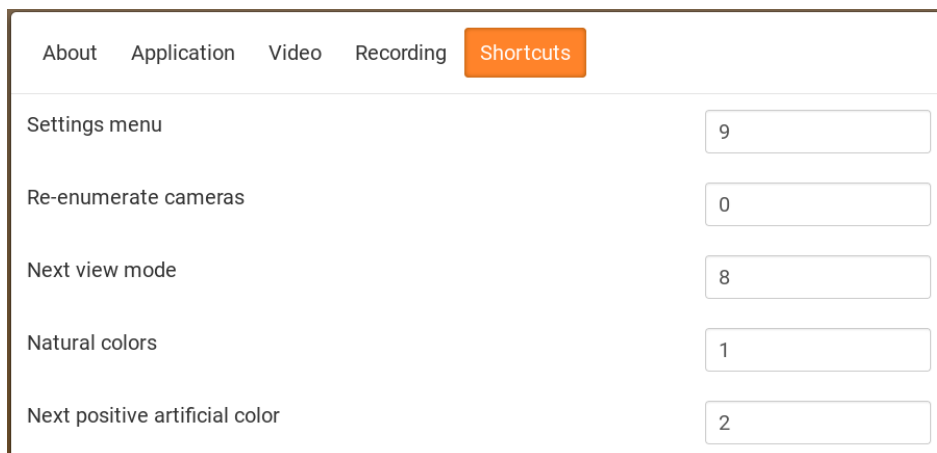 About Application Video Recording Shortcuts
Settings menu 9
Re-enumerate cameras 0
Next view mode 8
Natural colors 1
Next positive artificial color 2